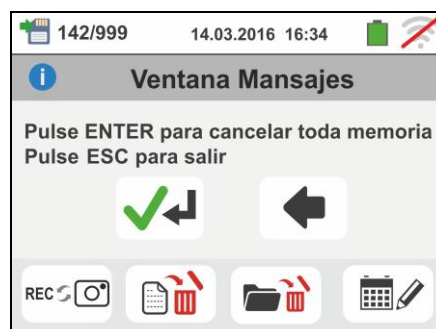 142/999 14.03.2016 16:34
i Ventana Mansajes
Pulse ENTER para cancelar toda memoria
Pulse ESC para salir
REC